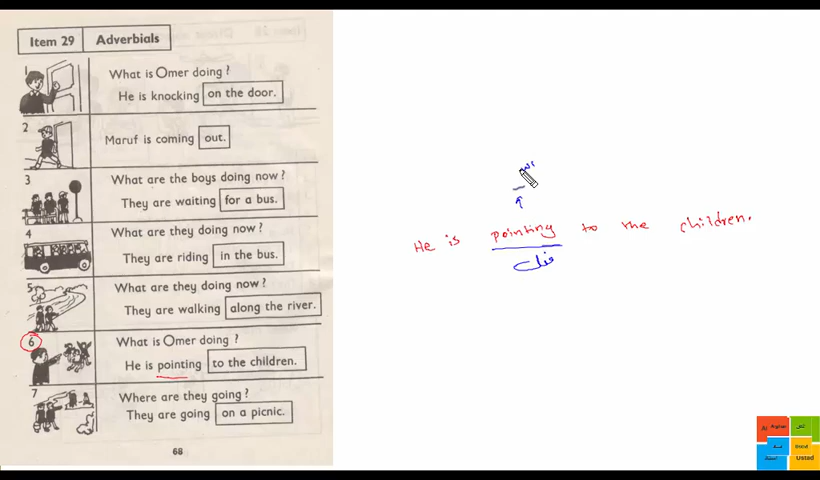 Item 29 Adverbials
1
What is Omer doing?
He is knocking on the door.
2
Maruf is coming out.
3
What are the boys doing now?
They are waiting for a bus.
4
What are they doing now?
They are riding in the bus.
5
What are they doing now?
They are walking along the river.
6
What is Omer doing?
He is pointing to the children.
7
Where are they going?
They are going on a picnic.
68
He is pointing to the children.
Ustad